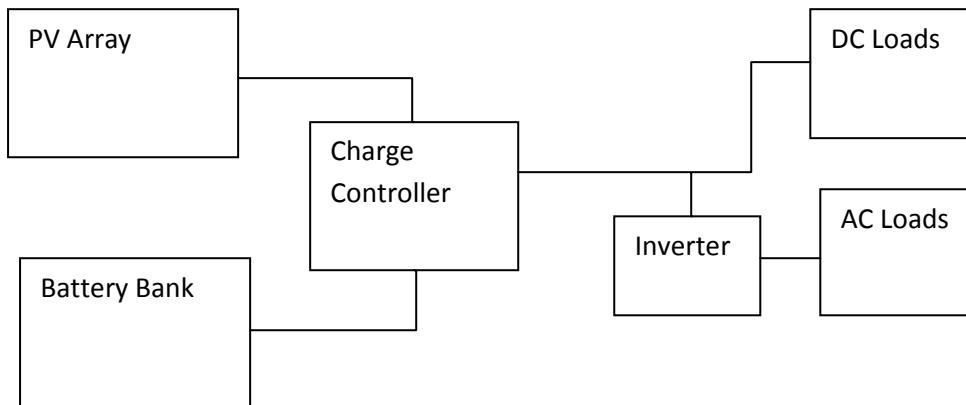 PV Array
DC Loads
Charge
Controller
AC Loads
Inverter
Battery Bank